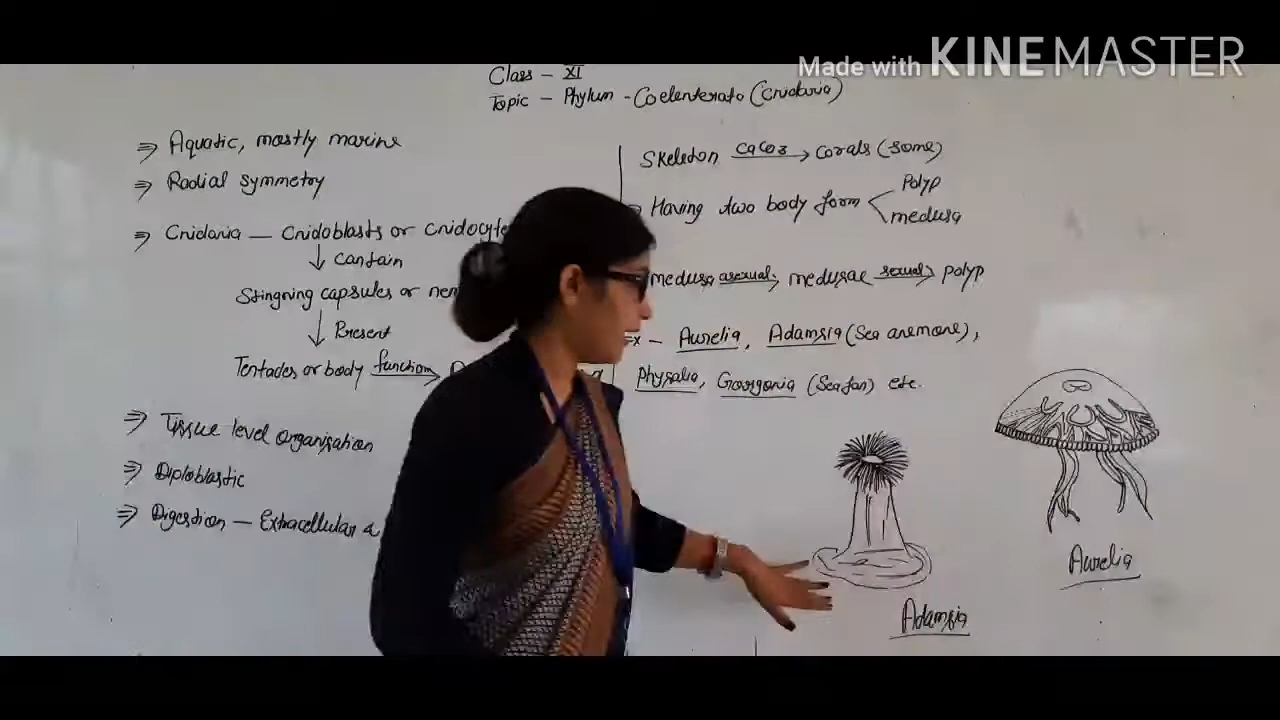 Made with KINEMASTER
Class - XI
Topic - Phylum - Coelenterata (Cnidaria)
⇒ Aquatic, mostly marine
⇒ Radial symmetry
⇒ Cnidaria — Cnidoblasts or cnidocyte
↓ contain
Stingning capsules or nem
↓ Present
Tentacles or body function→
⇒ Tissue level organisation
⇒ Diploblastic
⇒ Digestion — Extracellular &
Skeleton CaCO3→ corals (some)
Having two body form < Polyp
medusa
medusa asexual→ medusae sexual→ polyp
Ex - Aurelia, Adamsia (Sea anemone),
Physalia, Gorgonia (Sea fan) etc.
Adamsia
Aurelia